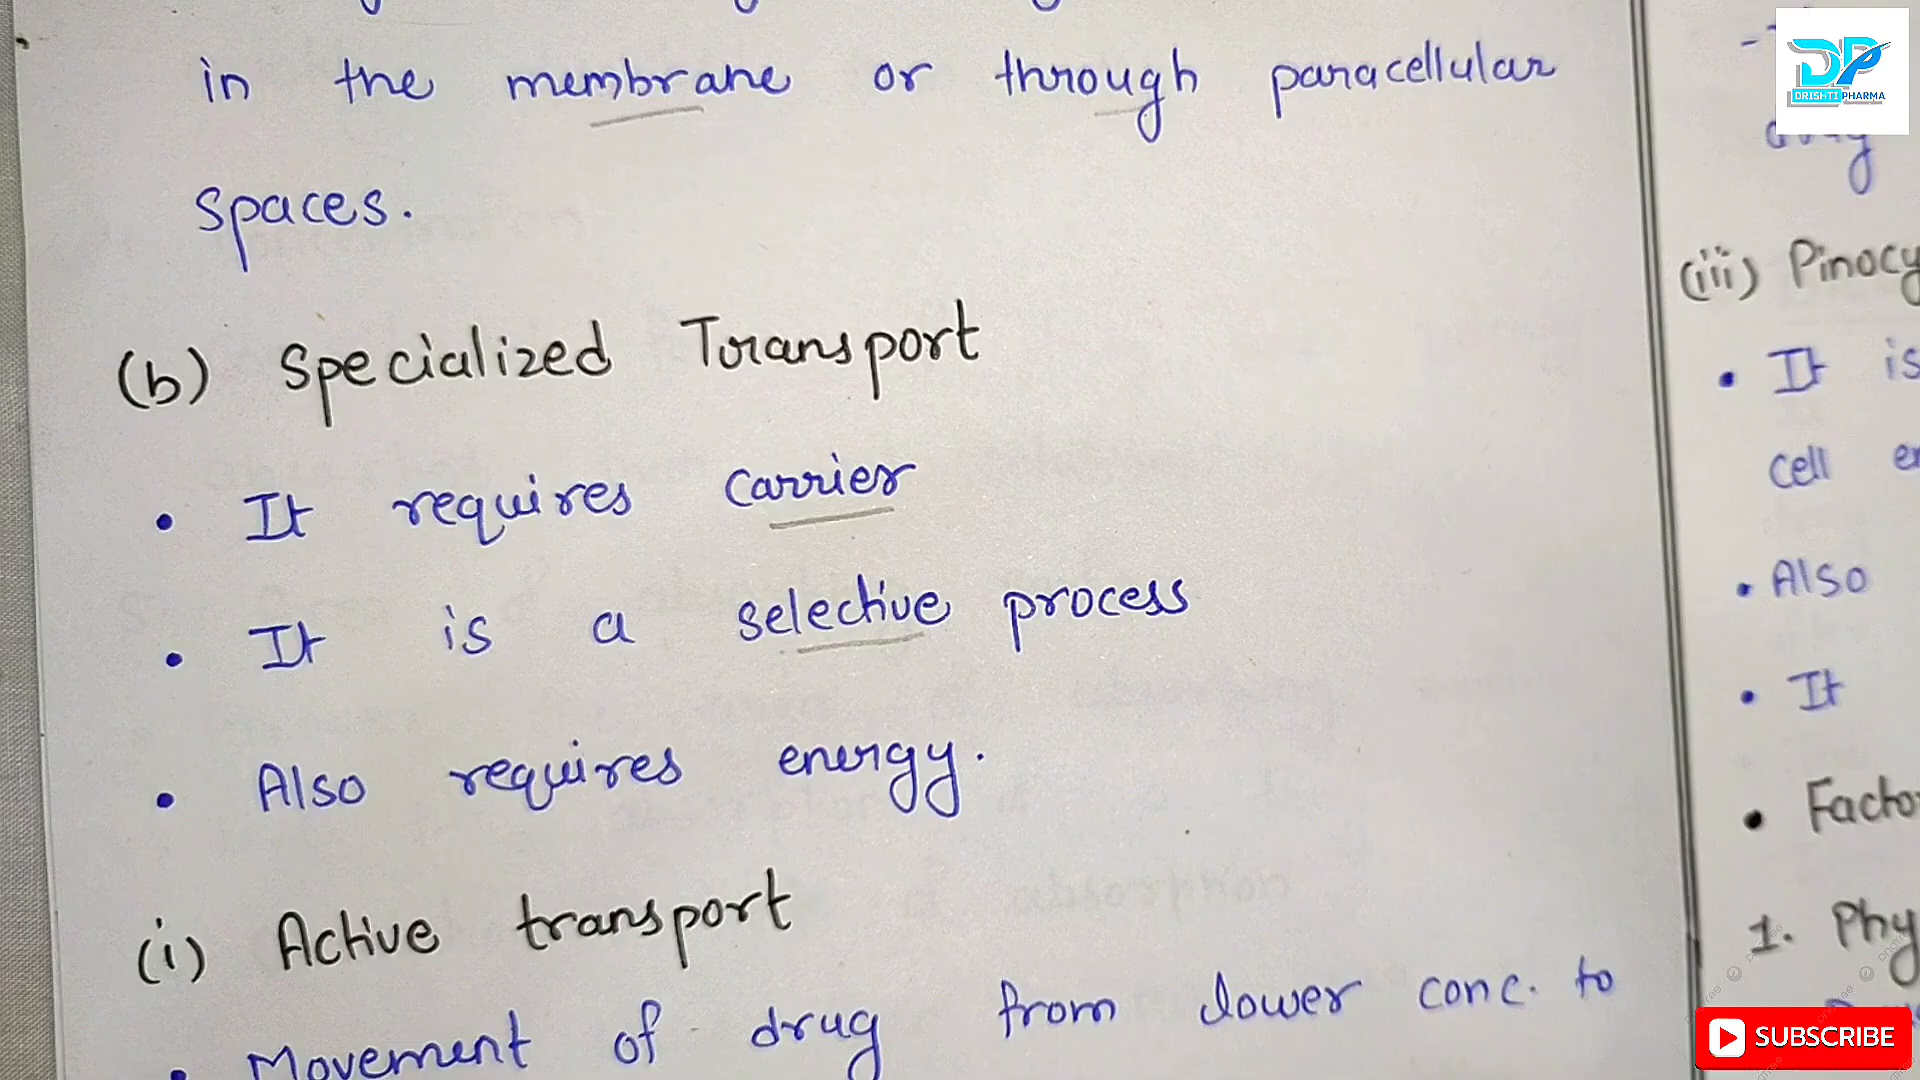 in the membrane or through paracellular
spaces.
(b) Specialized Transport
• It requires carrier
• It is a selective process
• Also requires energy.
(i) Active transport
• Movement of drug from lower conc. to
(iii) Pinocy
• It is
cell
• Also
• It
• Facto
1. Phy
DP
DRISHTI PHARMA
SUBSCRIBE